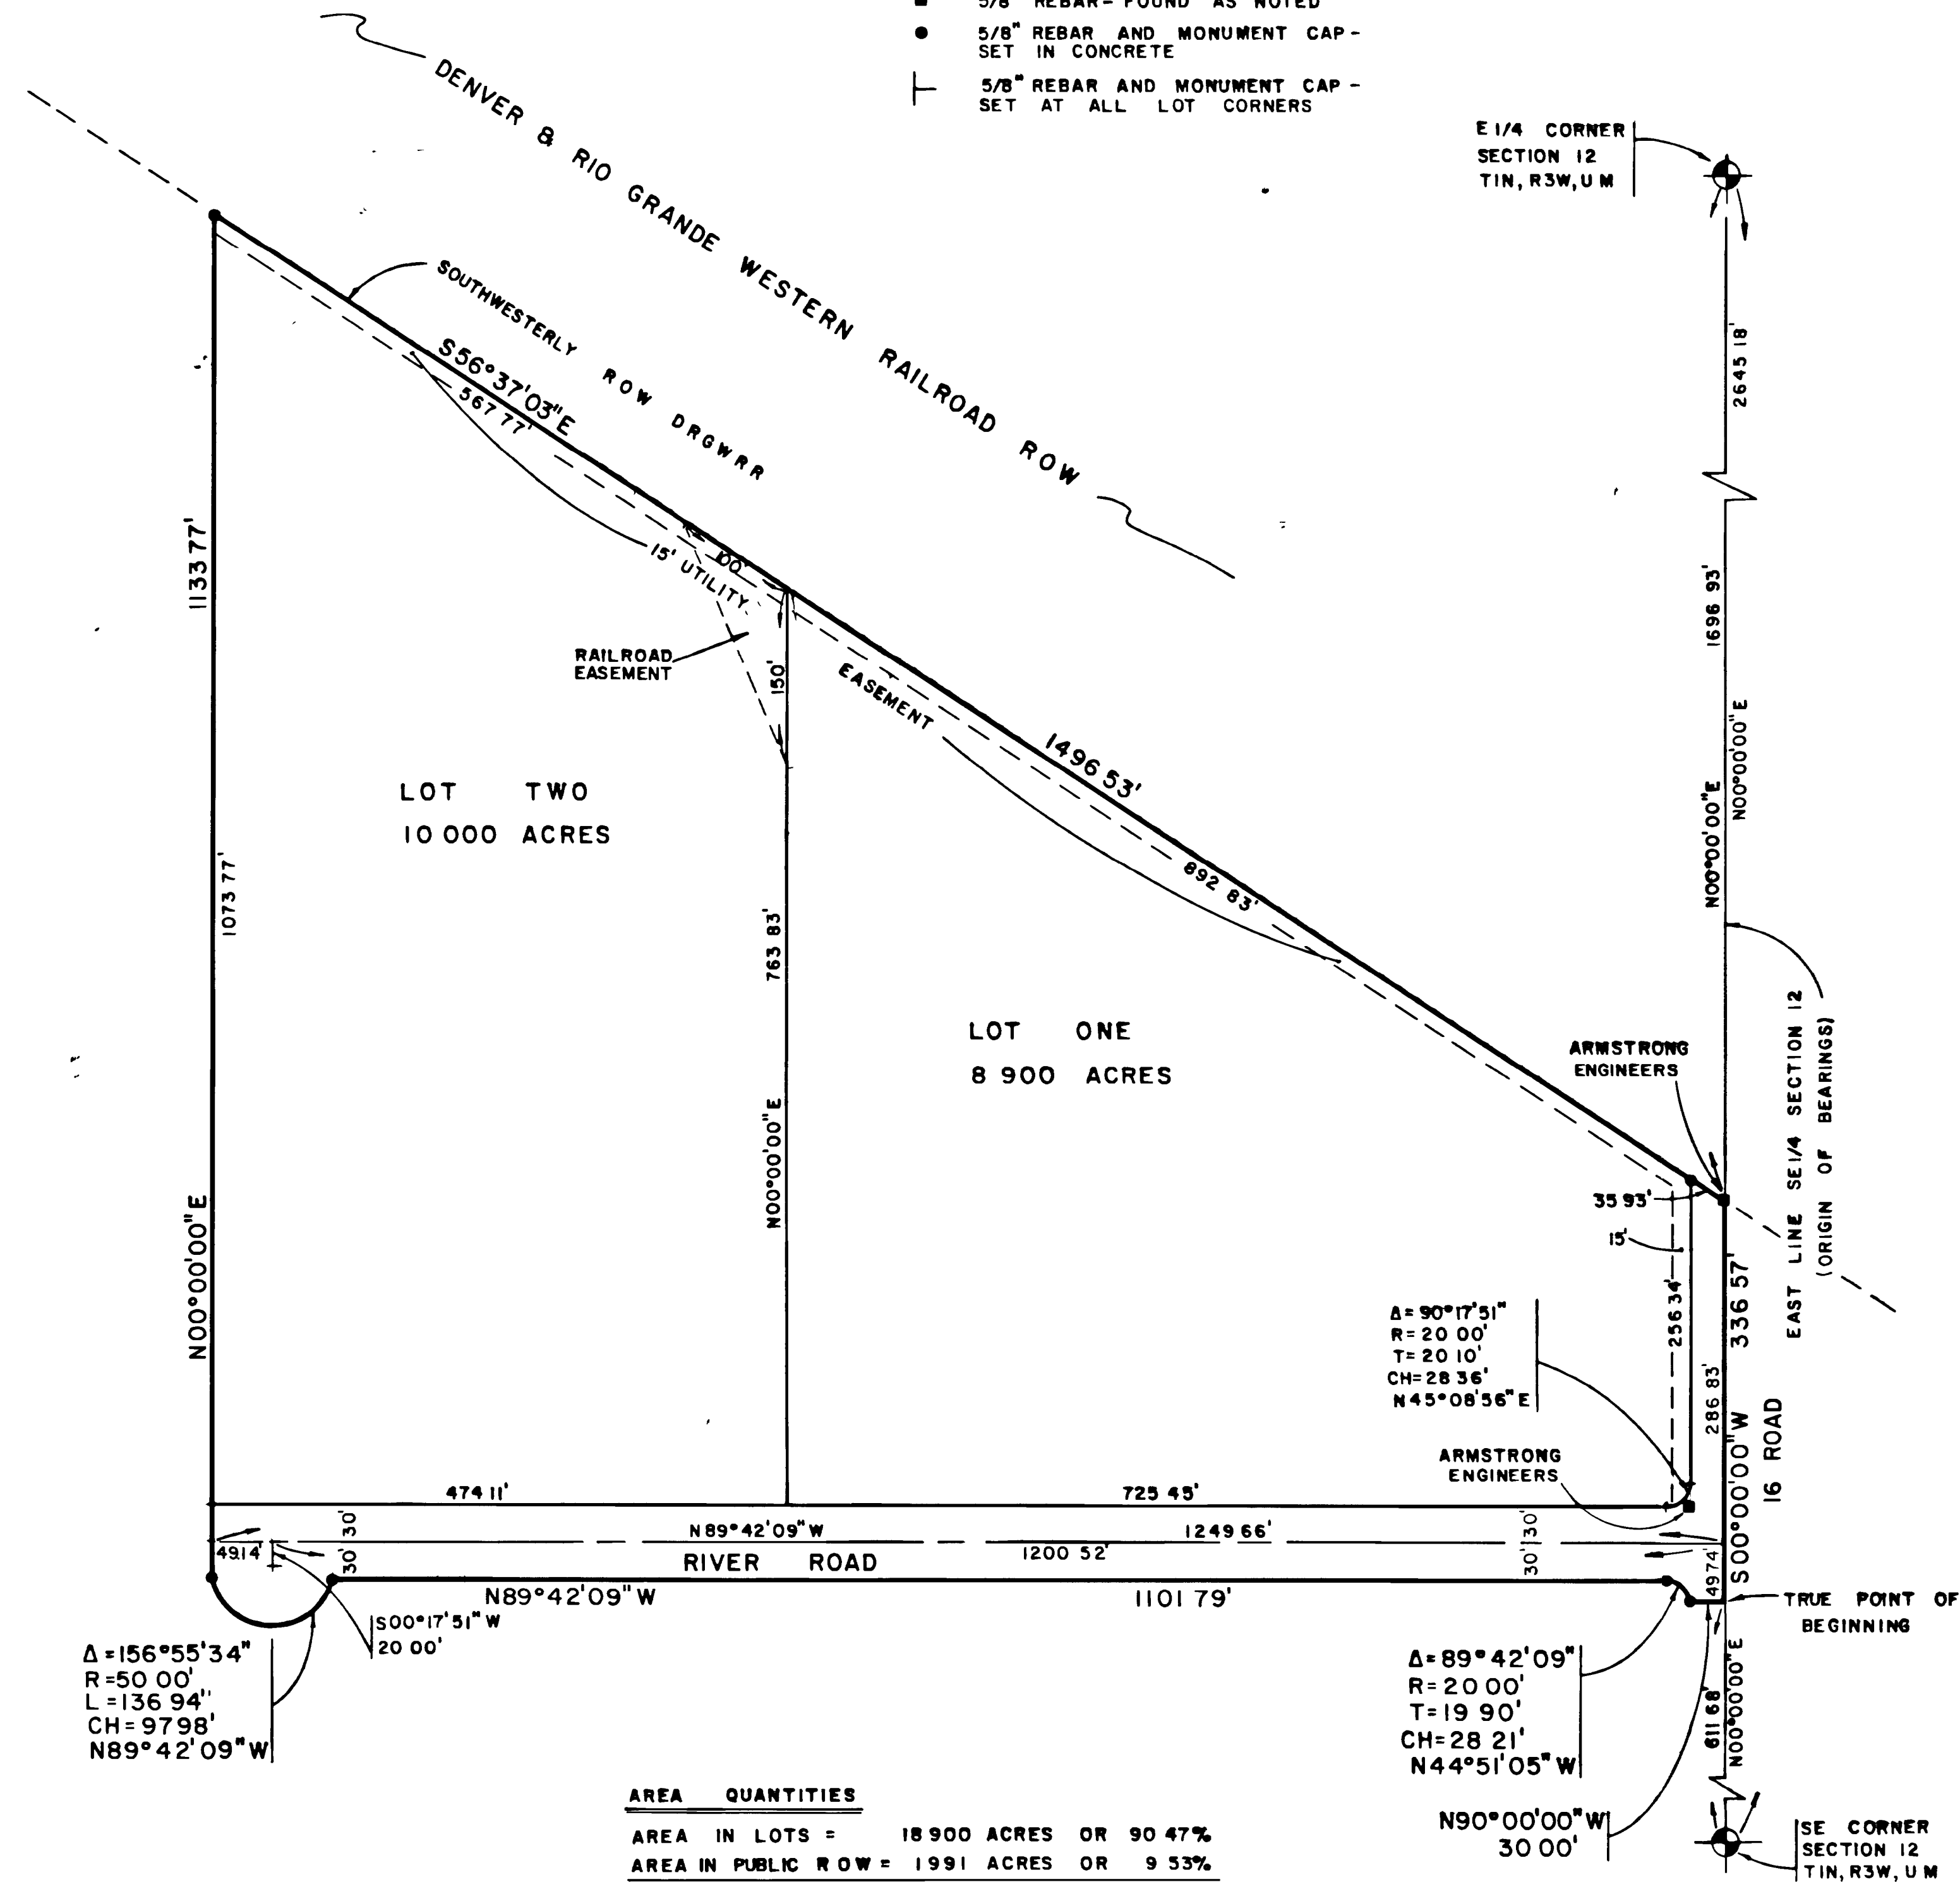 5/8" REBAR - FOUND AS NOTED
5/8" REBAR AND MONUMENT CAP -
SET IN CONCRETE
5/8" REBAR AND MONUMENT CAP -
SET AT ALL LOT CORNERS
E 1/4 CORNER
SECTION 12
T1N, R3W, U M
DENVER & RIO GRANDE WESTERN RAILROAD ROW
SOUTHWESTERLY ROW DRGWRR
S56°37'03"E
567 77'
1496 53'
892 83'
15' UTILITY
EASEMENT
100'
150'
RAILROAD
EASEMENT
1133 77'
1073 77'
N00°00'00"E
LOT TWO
10 000 ACRES
763 83'
N00°00'00"E
LOT ONE
8 900 ACRES
2645 18'
1696 93'
N00°00'00"E
N00°00'00"E
EAST LINE SE1/4 SECTION 12
(ORIGIN OF BEARINGS)
ARMSTRONG
ENGINEERS
35 93'
15'
256 34'
336 57'
286 83'
S00°00'00"W
16 ROAD
Δ= 90°17'51"
R= 20 00'
T= 20 10'
CH= 28 36'
N45°08'56"E
ARMSTRONG
ENGINEERS
474 11'
725 45'
N89°42'09"W
1249 66'
49.14'
30'
30'
RIVER ROAD
1200 52'
30'
30'
49 74'
N89°42'09"W
1101 79'
TRUE POINT OF
BEGINNING
S00°17'51"W
20 00'
Δ=156°55'34"
R=50 00'
L=136 94"
CH=97 98'
N89°42'09"W
Δ=89°42'09"
R=20 00'
T=19 90'
CH=28 21'
N44°51'05"W
611 68'
N00°00'00"E
N90°00'00"W
30 00'
SE CORNER
SECTION 12
T1N, R3W, U M
AREA QUANTITIES
AREA IN LOTS = 18 900 ACRES OR 90 47%
AREA IN PUBLIC R O W = 1 991 ACRES OR 9 53%